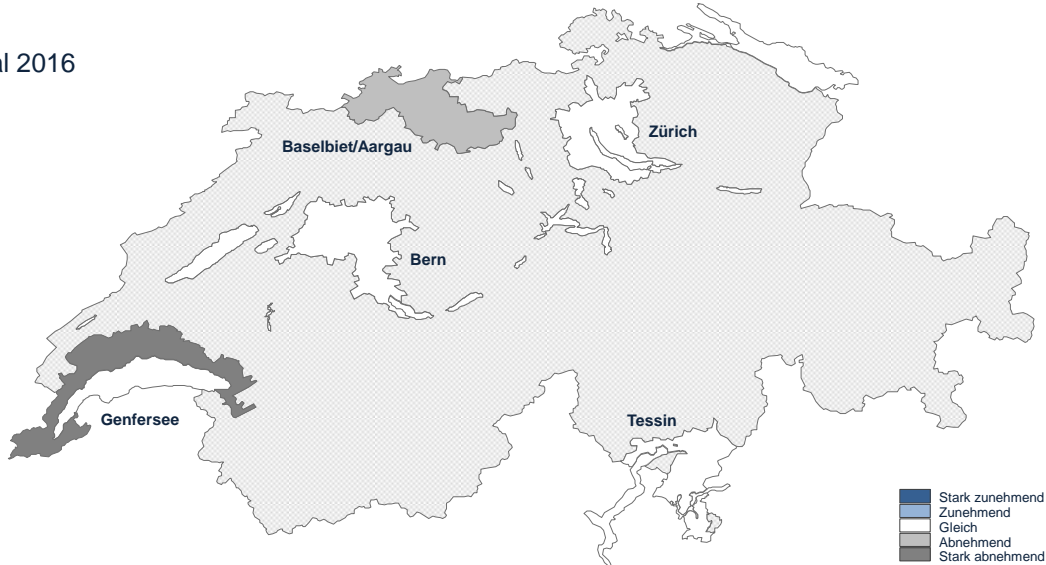 al 2016
Zürich
Baselbiet/Aargau
Bern
Genfersee
Tessin
Stark zunehmend
Zunehmend
Gleich
Abnehmend
Stark abnehmend